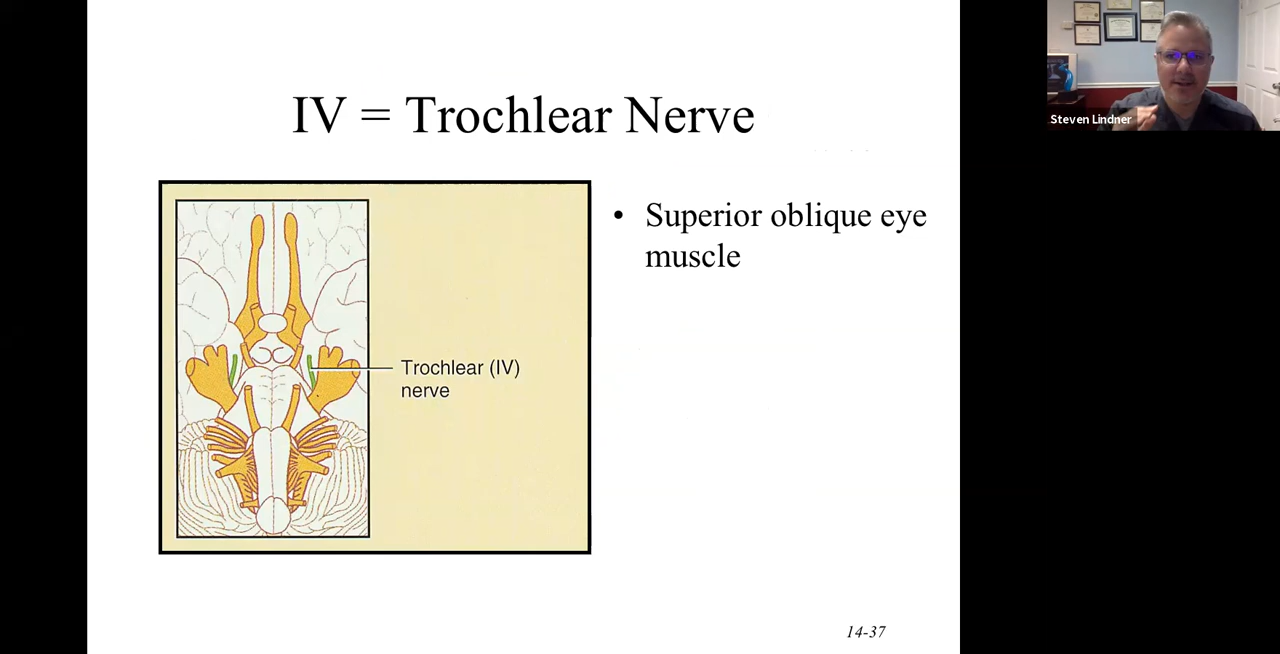 IV = Trochlear Nerve
Steven Lindner
• Superior oblique eye
muscle
Trochlear (IV)
nerve
14-37